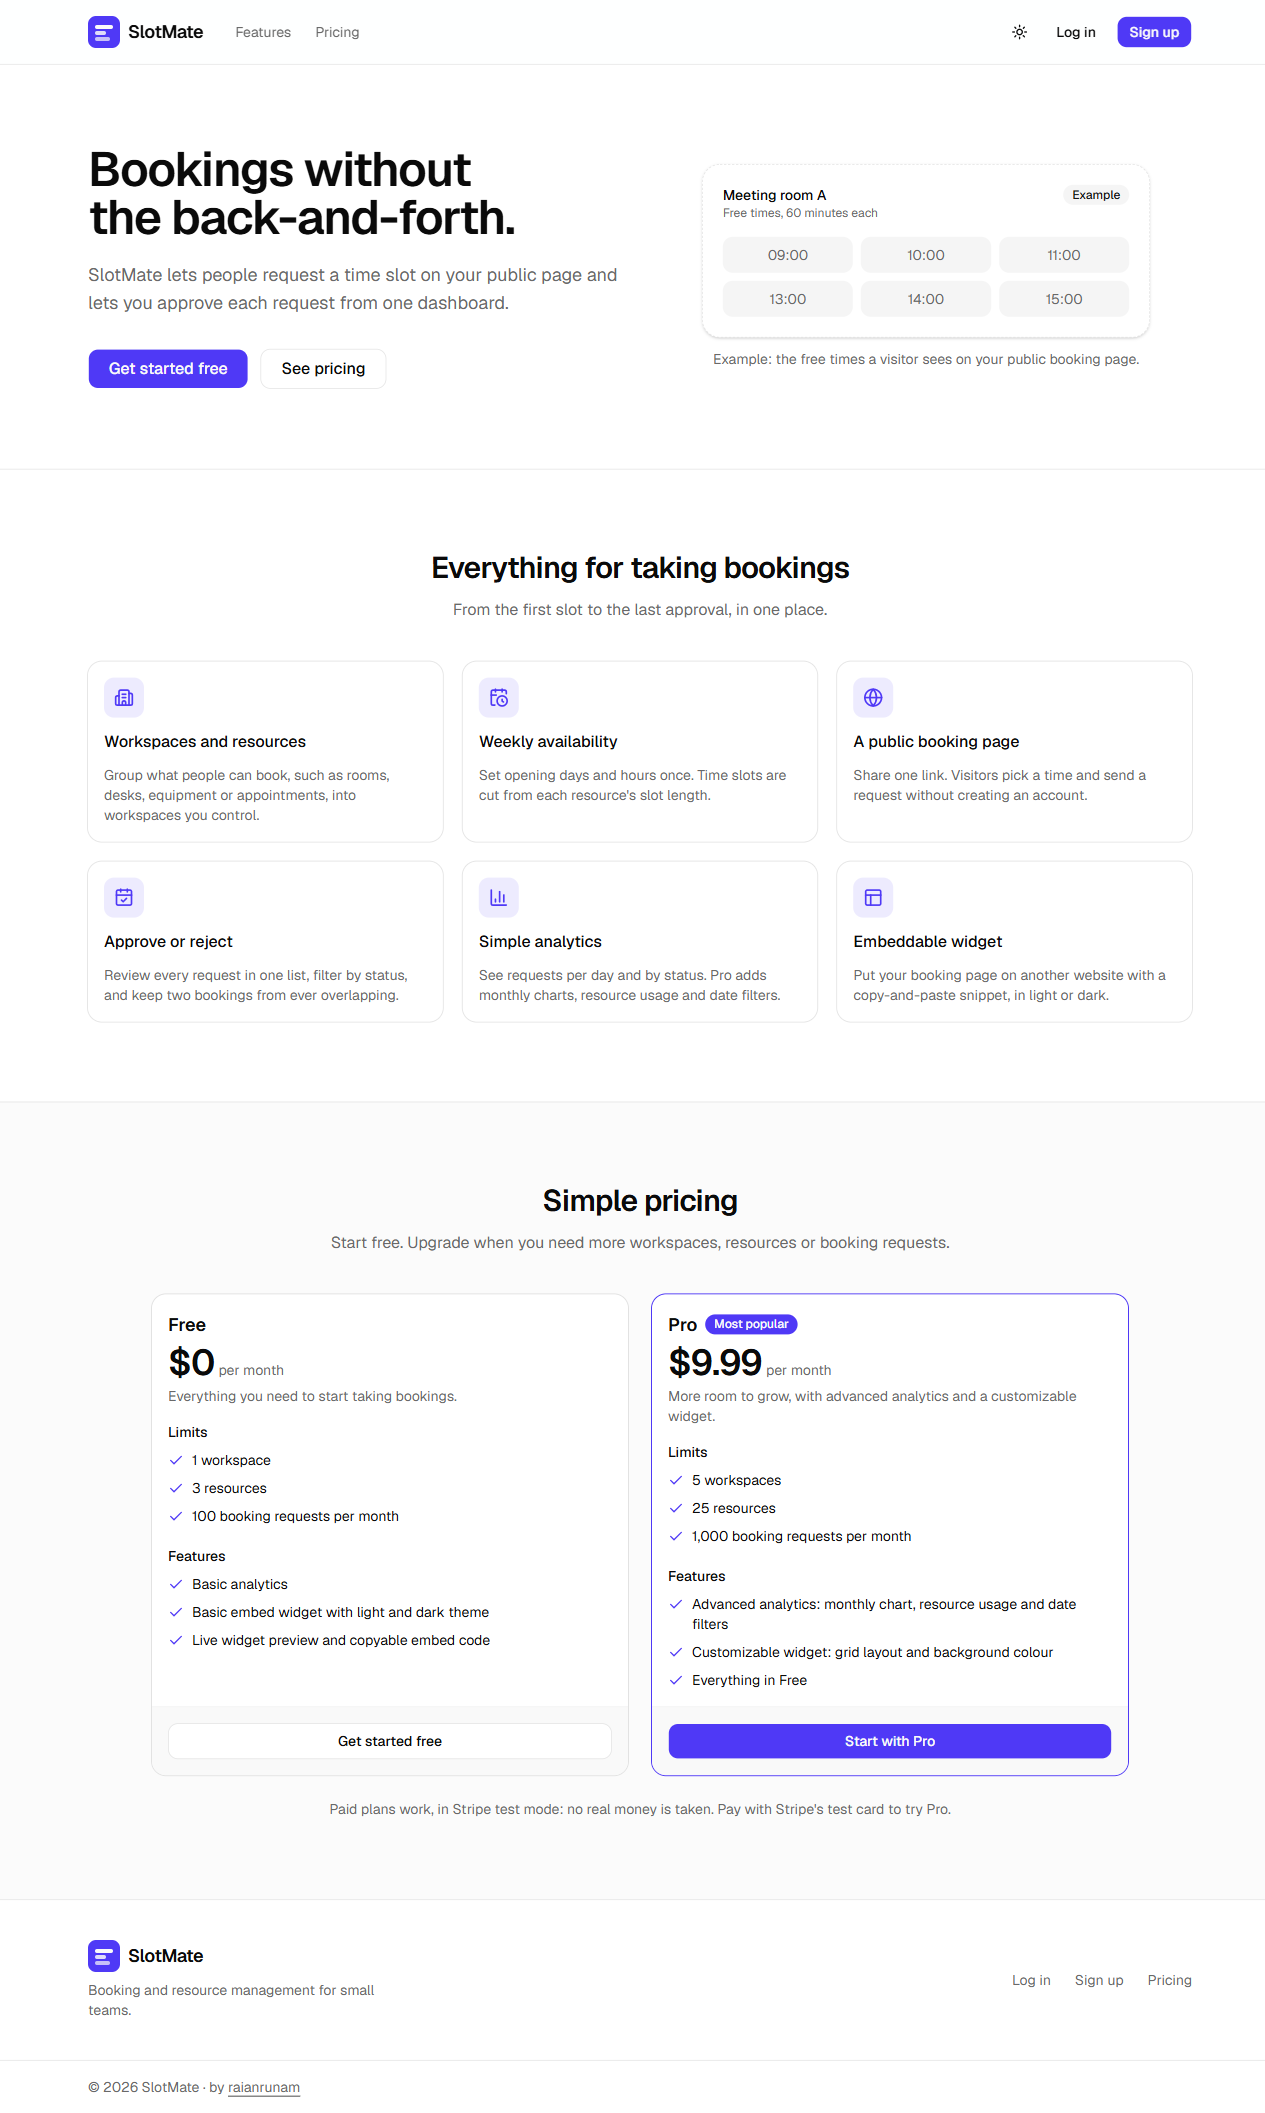 SlotMate
Features
Pricing
Log in
Sign up
Bookings without
the back-and-forth.
SlotMate lets people request a time slot on your public page and
lets you approve each request from one dashboard.
Get started free
See pricing
Meeting room A
Example
Free times, 60 minutes each
09:00
10:00
11:00
13:00
14:00
15:00
Example: the free times a visitor sees on your public booking page.
Everything for taking bookings
From the first slot to the last approval, in one place.
Workspaces and resources
Group what people can book, such as rooms,
desks, equipment or appointments, into
workspaces you control.
Weekly availability
Set opening days and hours once. Time slots are
cut from each resource's slot length.
A public booking page
Share one link. Visitors pick a time and send a
request without creating an account.
Approve or reject
Review every request in one list, filter by status,
and keep two bookings from ever overlapping.
Simple analytics
See requests per day and by status. Pro adds
monthly charts, resource usage and date filters.
Embeddable widget
Put your booking page on another website with a
copy-and-paste snippet, in light or dark.
Simple pricing
Start free. Upgrade when you need more workspaces, resources or booking requests.
Free
$0 per month
Everything you need to start taking bookings.
Limits
1 workspace
3 resources
100 booking requests per month
Features
Basic analytics
Basic embed widget with light and dark theme
Live widget preview and copyable embed code
Get started free
Pro
Most popular
$9.99 per month
More room to grow, with advanced analytics and a customizable
widget.
Limits
5 workspaces
25 resources
1,000 booking requests per month
Features
Advanced analytics: monthly chart, resource usage and date
filters
Customizable widget: grid layout and background colour
Everything in Free
Start with Pro
Paid plans work, in Stripe test mode: no real money is taken. Pay with Stripe's test card to try Pro.
SlotMate
Booking and resource management for small
teams.
Log in
Sign up
Pricing
© 2026 SlotMate · by raianrunam